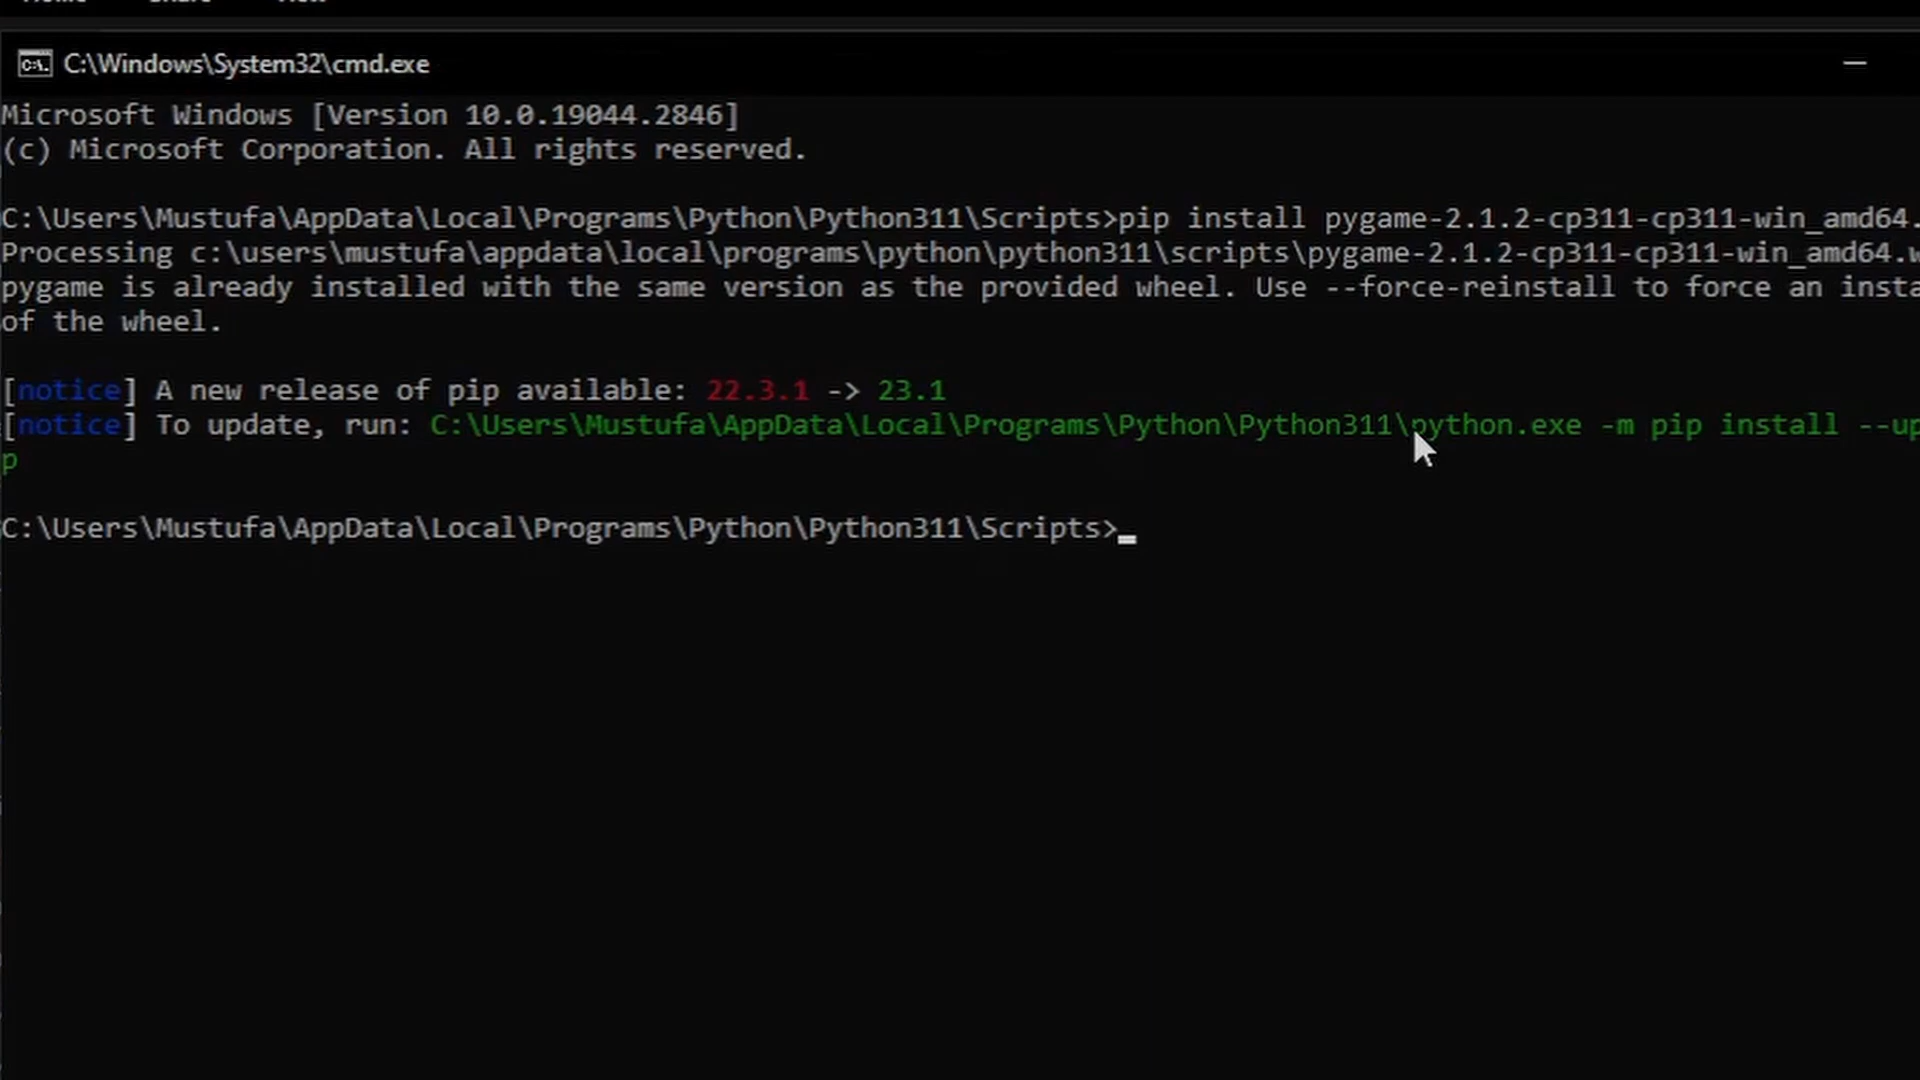 C:\Windows\System32\cmd.exe
Microsoft Windows [Version 10.0.19044.2846]
(c) Microsoft Corporation. All rights reserved.
C:\Users\Mustufa\AppData\Local\Programs\Python\Python311\Scripts>pip install pygame-2.1.2-cp311-cp311-win_amd64.
Processing c:\users\mustufa\appdata\local\programs\python\python311\scripts\pygame-2.1.2-cp311-cp311-win_amd64.w
pygame is already installed with the same version as the provided wheel. Use --force-reinstall to force an insta
of the wheel.
[notice] A new release of pip available: 22.3.1 -> 23.1
[notice] To update, run: C:\Users\Mustufa\AppData\Local\Programs\Python\Python311\python.exe -m pip install --up
p
C:\Users\Mustufa\AppData\Local\Programs\Python\Python311\Scripts>